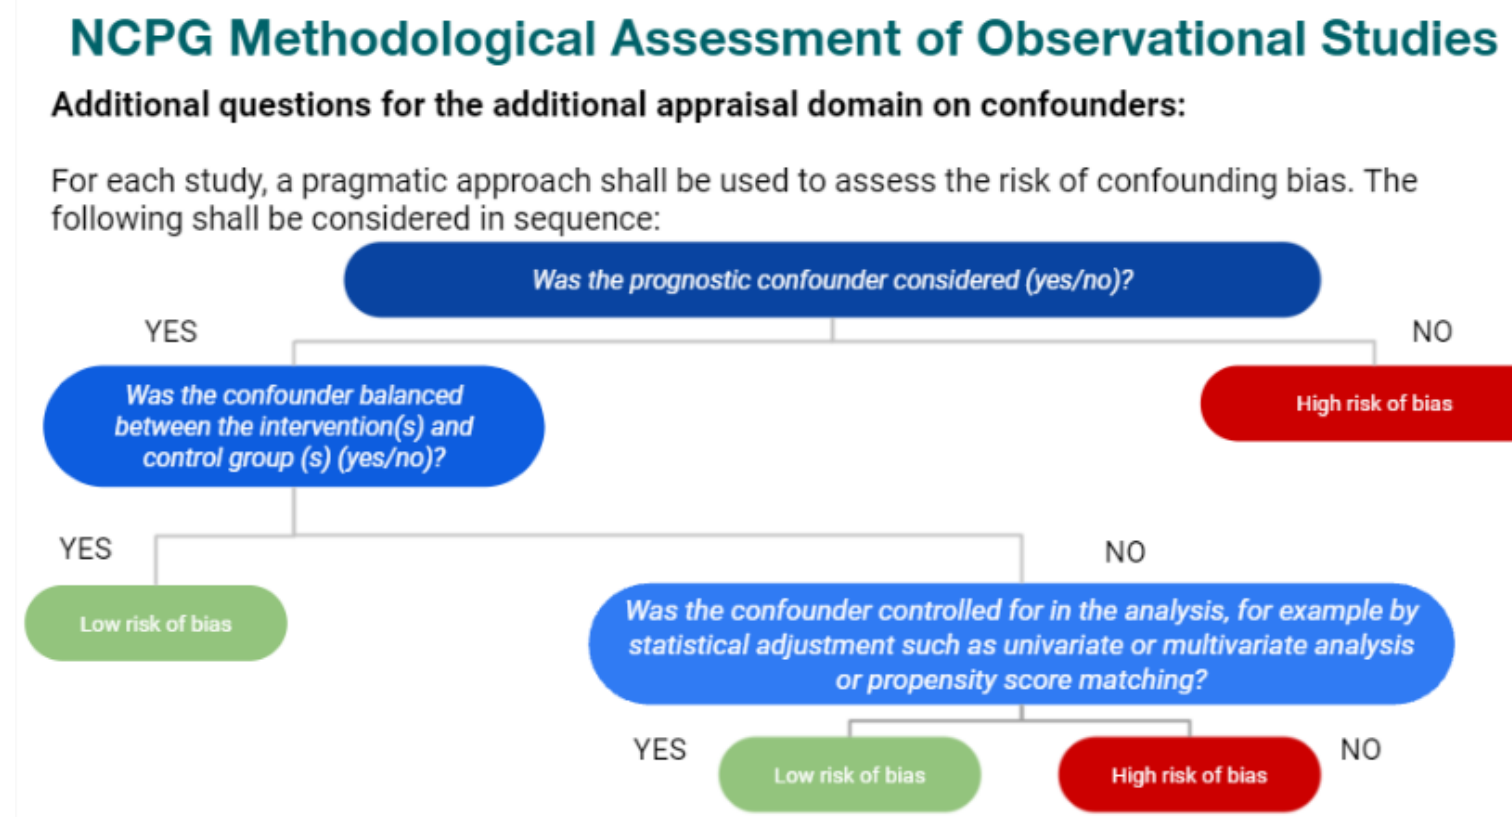 NCPG Methodological Assessment of Observational Studies
Additional questions for the additional appraisal domain on confounders:
For each study, a pragmatic approach shall be used to assess the risk of confounding bias. The
following shall be considered in sequence:
Was the prognostic confounder considered (yes/no)?
YES
NO
Was the confounder balanced
between the intervention(s) and
control group (s) (yes/no)?
High risk of bias
YES
NO
Low risk of bias
Was the confounder controlled for in the analysis, for example by
statistical adjustment such as univariate or multivariate analysis
or propensity score matching?
YES
Low risk of bias
High risk of bias
NO